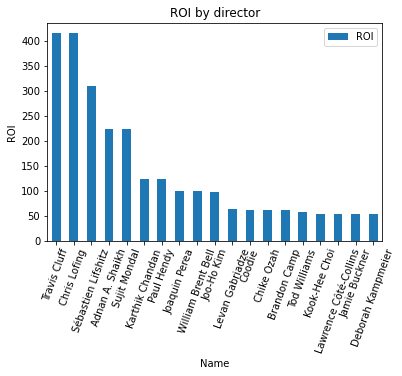 ROI by director
ROI
400
350
300
250
200
150
100
50
0
ROI
Travis Cluff
Chris Lofing
Sébastien Lifshitz
Adnan A. Shaikh
Sujit Mondal
Karthik Chandan
Paul Hendy
Joaquin Perea
William Brent Bell
Joo-Ho Kim
Levan Gabriadze
Coodie
Chike Ozah
Brandon Camp
Tod Williams
Kook-Hee Choi
Lawrence Côté-Collins
Jamie Buckner
Deborah Kampmeier
Name